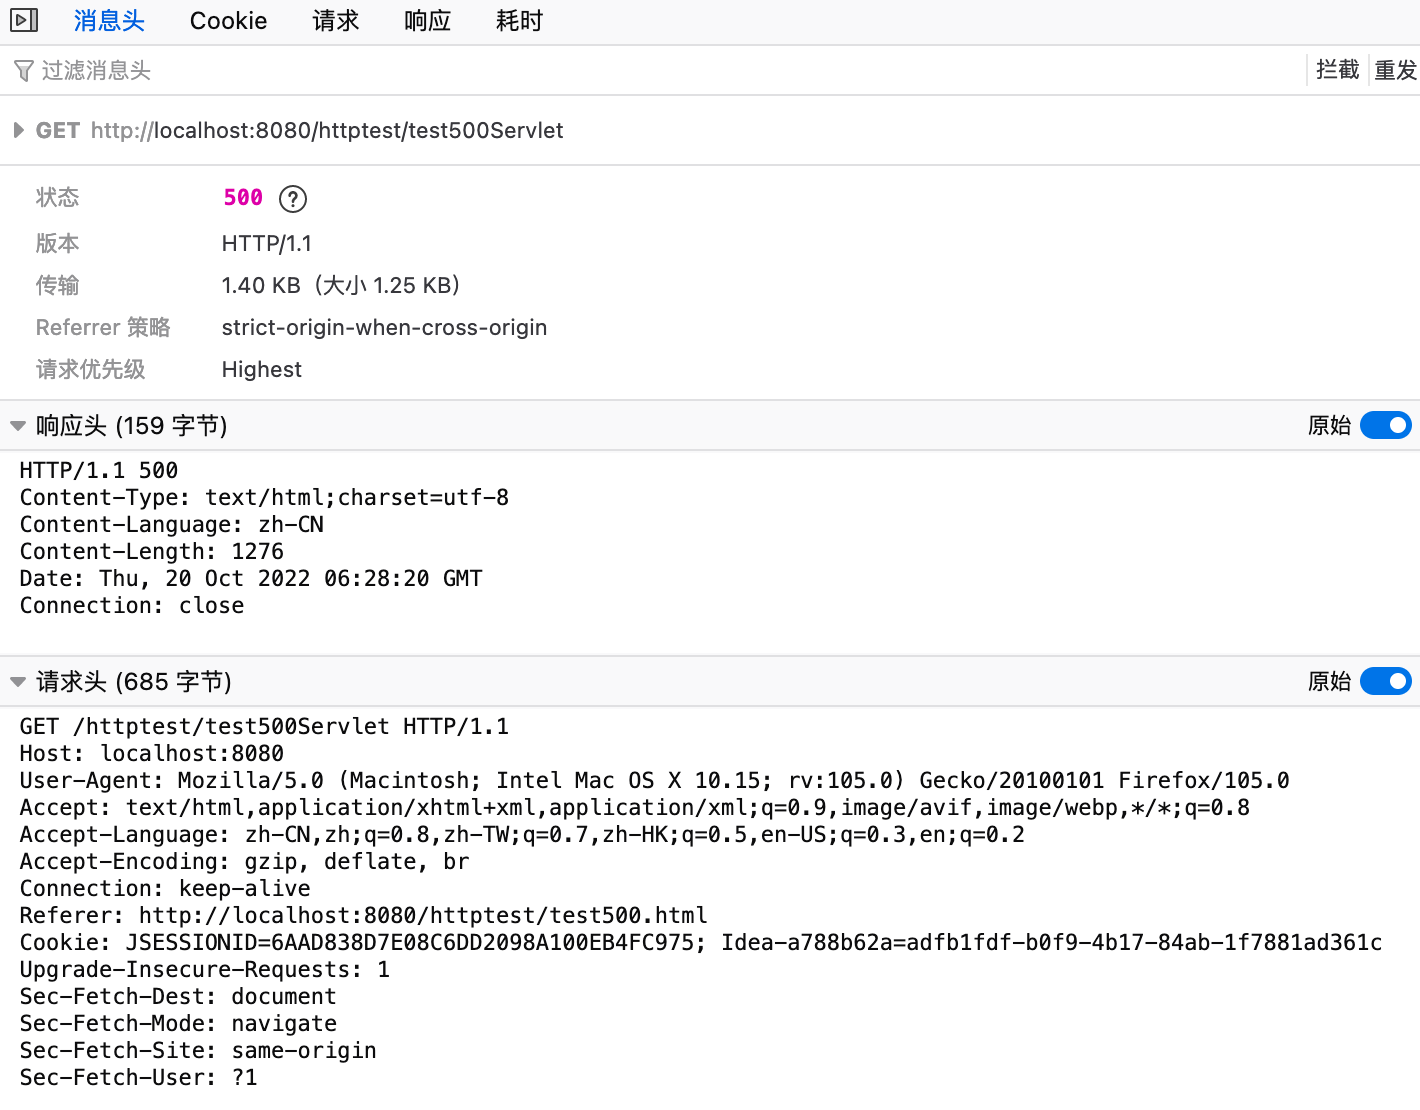 消息头 Cookie 请求 响应 耗时
过滤消息头 拦截 重发
GET http://localhost:8080/httptest/test500Servlet
状态 500 ?
版本 HTTP/1.1
传输 1.40 KB（大小 1.25 KB）
Referrer 策略 strict-origin-when-cross-origin
请求优先级 Highest
响应头 (159 字节) 原始
HTTP/1.1 500
Content-Type: text/html;charset=utf-8
Content-Language: zh-CN
Content-Length: 1276
Date: Thu, 20 Oct 2022 06:28:20 GMT
Connection: close
请求头 (685 字节) 原始
GET /httptest/test500Servlet HTTP/1.1
Host: localhost:8080
User-Agent: Mozilla/5.0 (Macintosh; Intel Mac OS X 10.15; rv:105.0) Gecko/20100101 Firefox/105.0
Accept: text/html,application/xhtml+xml,application/xml;q=0.9,image/avif,image/webp,*/*;q=0.8
Accept-Language: zh-CN,zh;q=0.8,zh-TW;q=0.7,zh-HK;q=0.5,en-US;q=0.3,en;q=0.2
Accept-Encoding: gzip, deflate, br
Connection: keep-alive
Referer: http://localhost:8080/httptest/test500.html
Cookie: JSESSIONID=6AAD838D7E08C6DD2098A100EB4FC975; Idea-a788b62a=adfb1fdf-b0f9-4b17-84ab-1f7881ad361c
Upgrade-Insecure-Requests: 1
Sec-Fetch-Dest: document
Sec-Fetch-Mode: navigate
Sec-Fetch-Site: same-origin
Sec-Fetch-User: ?1